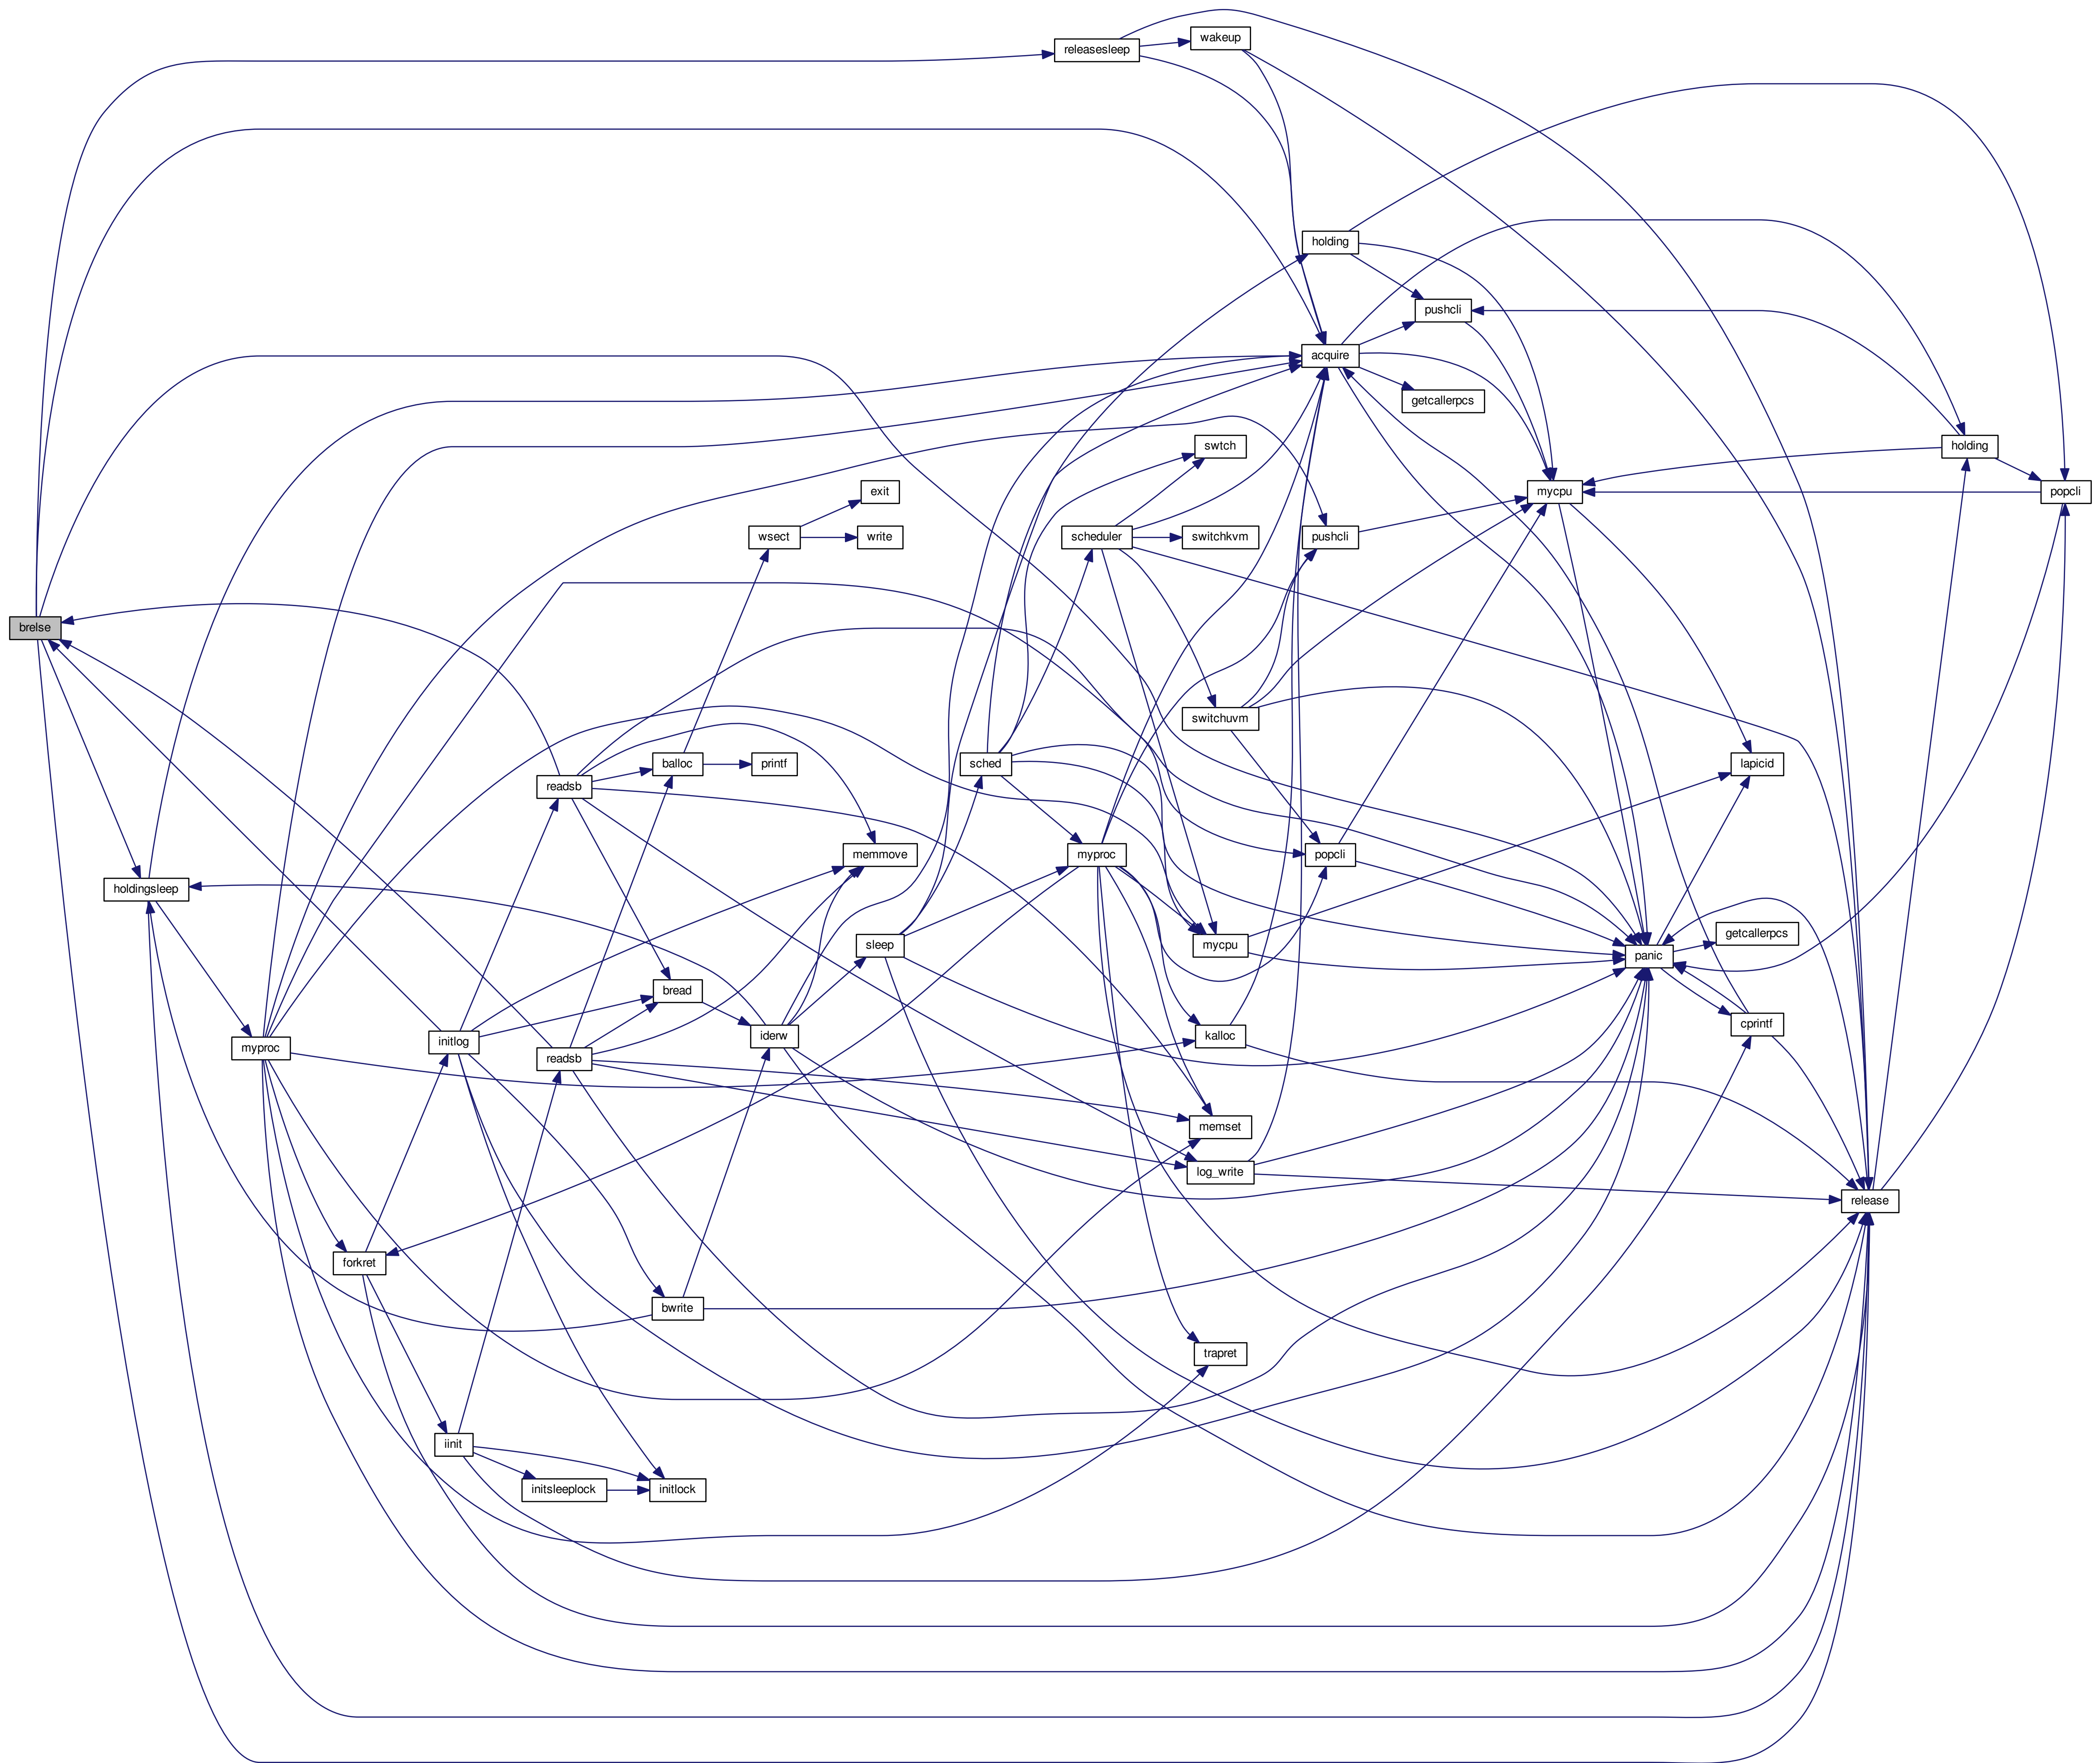 wakeup
releasesleep
holding
pushcli
acquire
getcallerpcs
swtch
holding
exit
mycpu
popcli
wsect
write
scheduler
switchkvm
pushcli
brelse
switchuvm
balloc
printf
sched
lapicid
readsb
memmove
myproc
popcli
holdingsleep
getcallerpcs
sleep
mycpu
panic
bread
cprintf
iderw
kalloc
initlog
myproc
readsb
memset
log_write
release
forkret
bwrite
trapret
iinit
initsleeplock
initlock